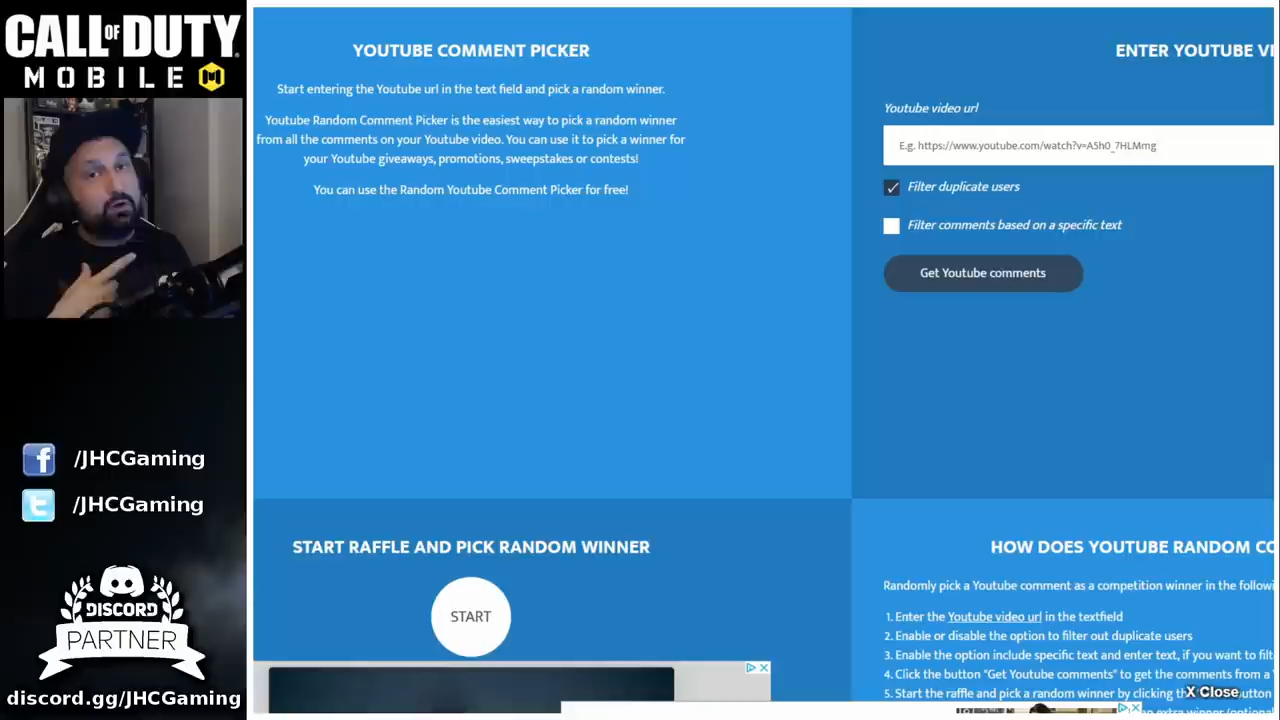 CALL OF DUTY
MOBILE
/JHCGaming
/JHCGaming
DISCORD
PARTNER
discord.gg/JHCGaming
YOUTUBE COMMENT PICKER
Start entering the Youtube url in the text field and pick a random winner.
Youtube Random Comment Picker is the easiest way to pick a random winner
from all the comments on your Youtube video. You can use it to pick a winner for
your Youtube giveaways, promotions, sweepstakes or contests!
You can use the Random Youtube Comment Picker for free!
ENTER YOUTUBE VI
Youtube video url
E.g. https://www.youtube.com/watch?v=A5h0_7HLMmg
Filter duplicate users
Filter comments based on a specific text
Get Youtube comments
START RAFFLE AND PICK RANDOM WINNER
START
HOW DOES YOUTUBE RANDOM CO
Randomly pick a Youtube comment as a competition winner in the followi
1. Enter the Youtube video url in the textfield
2. Enable or disable the option to filter out duplicate users
3. Enable the option include specific text and enter text, if you want to filt
4. Click the button "Get Youtube comments" to get the comments from a
5. Start the raffle and pick a random winner by clicking th
X Close
utton
an extra winner (optional